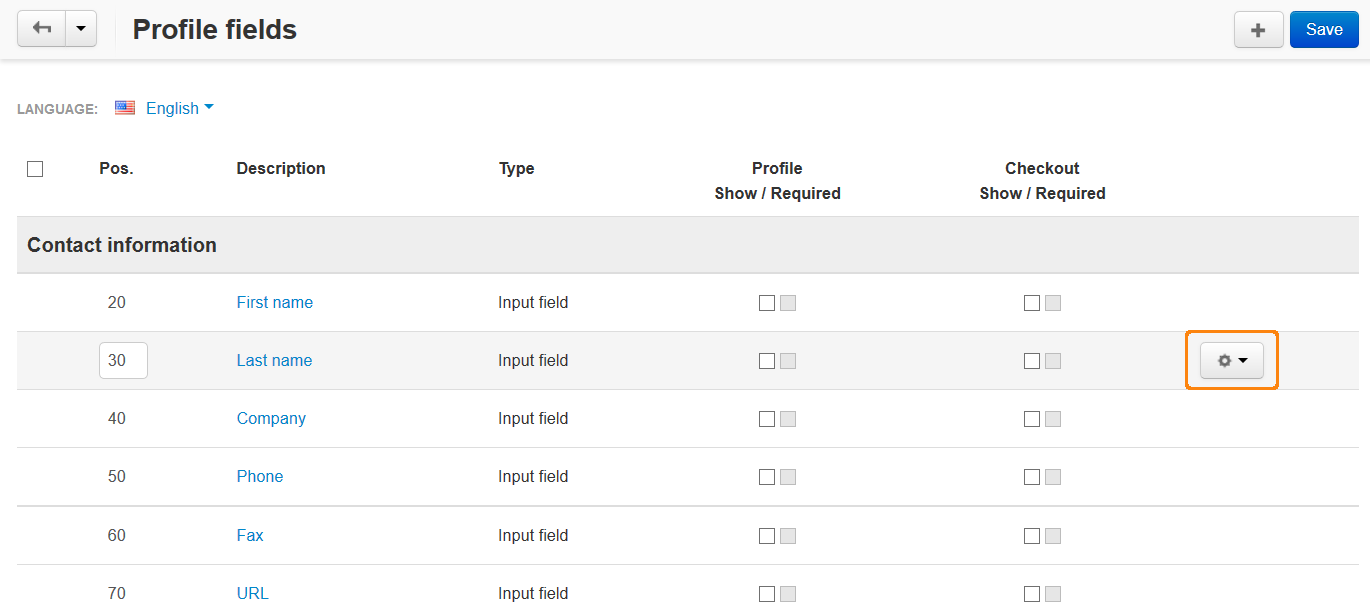 Profile fields
Save
LANGUAGE: English
Pos. Description Type Profile Checkout
Show / Required Show / Required
Contact information
20 First name Input field
30 Last name Input field
40 Company Input field
50 Phone Input field
60 Fax Input field
70 URL Input field